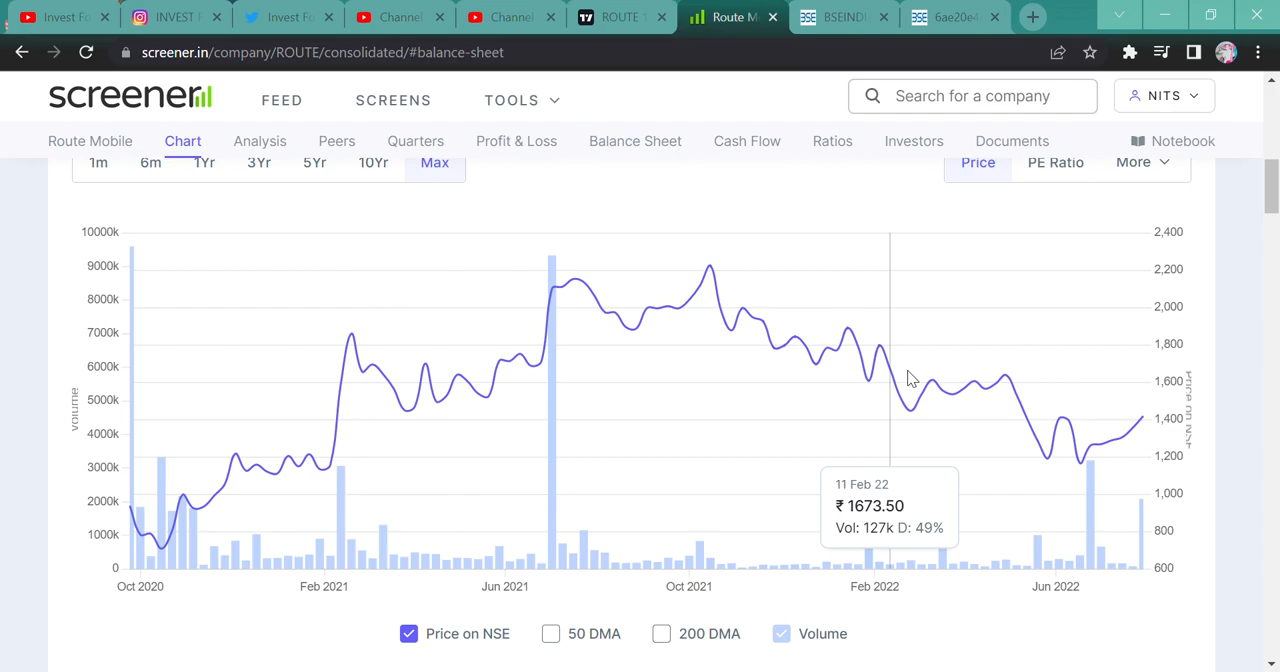 Invest Fo
INVEST F
Invest Fo
Channel
Channel
ROUTE 1
Route M
BSEINDI
6ae20e4
screener.in/company/ROUTE/consolidated/#balance-sheet
screener
FEED
SCREENS
TOOLS
Search for a company
NITS
Route Mobile
Chart
Analysis
Peers
Quarters
Profit & Loss
Balance Sheet
Cash Flow
Ratios
Investors
Documents
Notebook
1m
6m
1Yr
3Yr
5Yr
10Yr
Max
Price
PE Ratio
More
10000k
9000k
8000k
7000k
6000k
5000k
4000k
3000k
2000k
1000k
0
volume
2,400
2,200
2,000
1,800
1,600
1,400
1,200
1,000
800
600
Price on NSE
11 Feb 22
₹ 1673.50
Vol: 127k D: 49%
Oct 2020
Feb 2021
Jun 2021
Oct 2021
Feb 2022
Jun 2022
Price on NSE
50 DMA
200 DMA
Volume